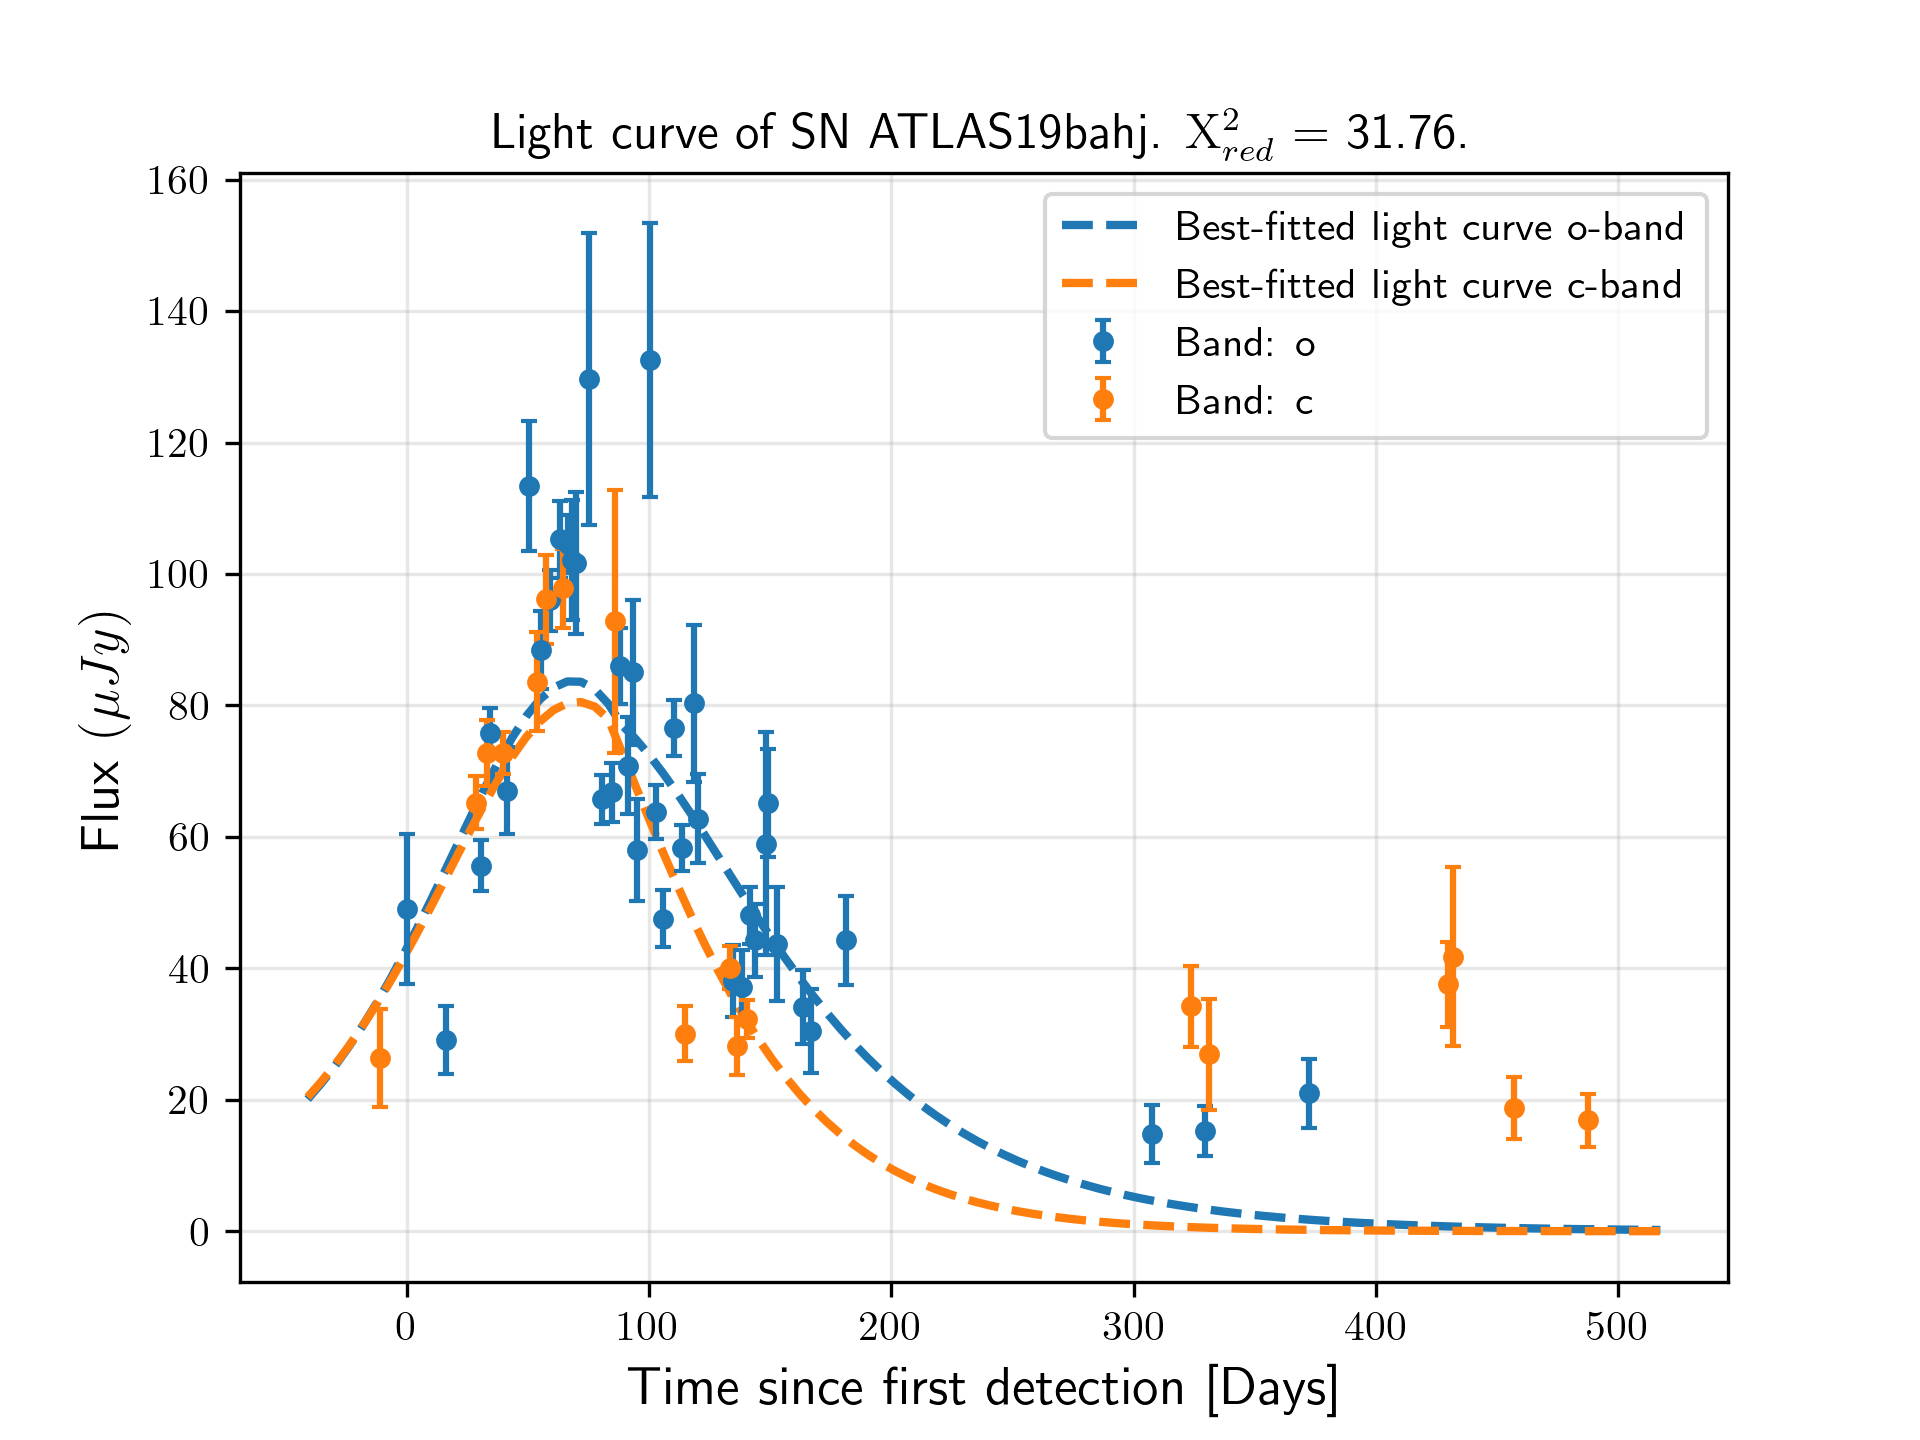 Light curve of SN ATLAS19bahj. X²_red = 31.76.
160
140
120
100
80
60
40
20
0
Flux (μJy)
Best-fitted light curve o-band
Best-fitted light curve c-band
Band: o
Band: c
0 100 200 300 400 500
Time since first detection [Days]